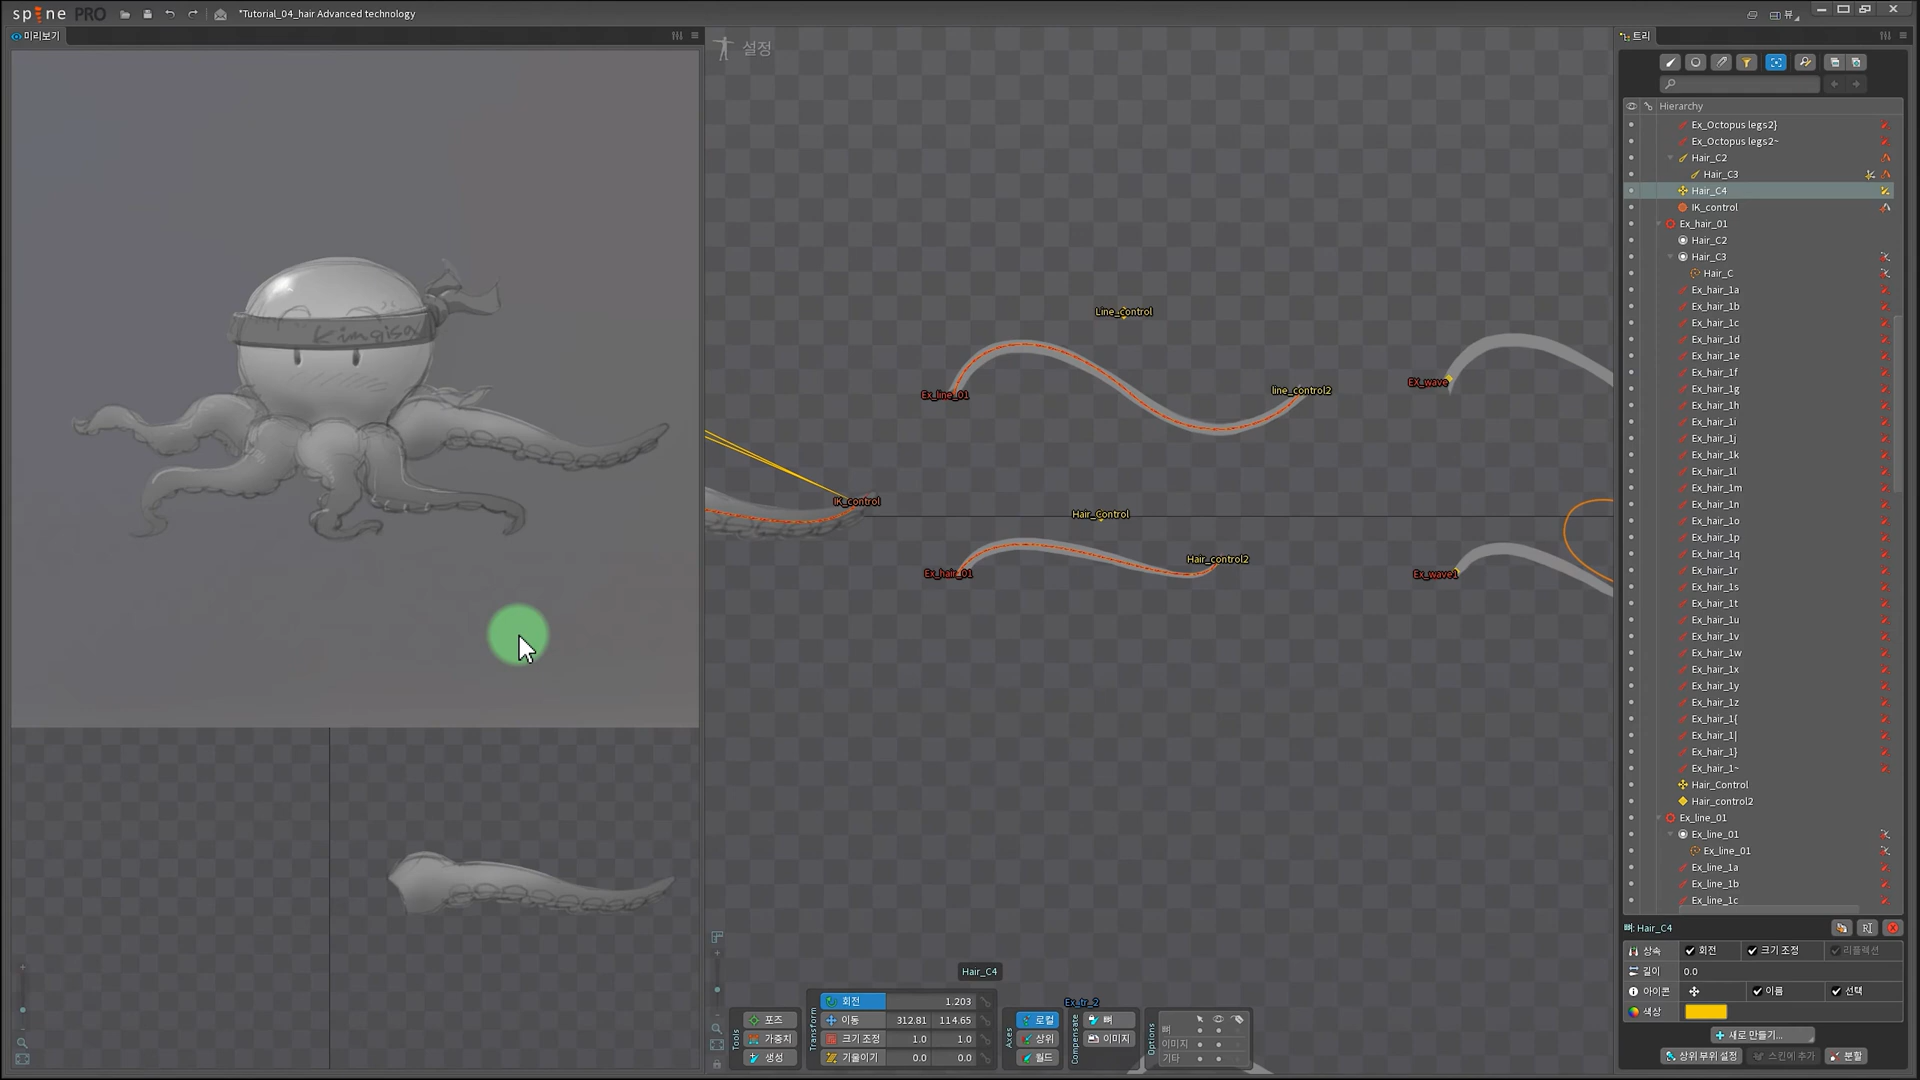 spine PRO
*Tutorial_04_hair Advanced technology
뷰
미리보기
설정
트리
Hierarchy
Ex_Octopus legs2}
Ex_Octopus legs2~
Hair_C2
Hair_C3
Hair_C4
IK_control
Ex_hair_01
Hair_C2
Hair_C3
Hair_C
Ex_hair_1a
Ex_hair_1b
Ex_hair_1c
Ex_hair_1d
Ex_hair_1e
Ex_hair_1f
Ex_hair_1g
Ex_hair_1h
Ex_hair_1i
Ex_hair_1j
Ex_hair_1k
Ex_hair_1l
Ex_hair_1m
Ex_hair_1n
Ex_hair_1o
Ex_hair_1p
Ex_hair_1q
Ex_hair_1r
Ex_hair_1s
Ex_hair_1t
Ex_hair_1u
Ex_hair_1v
Ex_hair_1w
Ex_hair_1x
Ex_hair_1y
Ex_hair_1z
Ex_hair_1{
Ex_hair_1|
Ex_hair_1}
Ex_hair_1~
Hair_Control
Hair_control2
Ex_line_01
Ex_line_01
Ex_line_01
Ex_line_1a
Ex_line_1b
Ex_line_1c
Kimgisa
Line_control
Ex_line_01
line_control2
EX_wave
IK_control
Hair_Control
Ex_hair_01
Hair_control2
Ex_wave1
Hair_C4
Ex_tr_2
Tools
포즈
가중치
생성
Transform
회전 1.203
이동 312.81 114.65
크기 조정 1.0 1.0
기울이기 0.0 0.0
Axes
로컬
상위
월드
Compensate
뼈
이미지
Options
뼈
이미지
기타
뼈: Hair_C4
상속 회전 크기 조정 리플렉션
길이 0.0
아이콘 이름 선택
색상
새로 만들기...
상위 부위 설정 스킨에 추가 분할